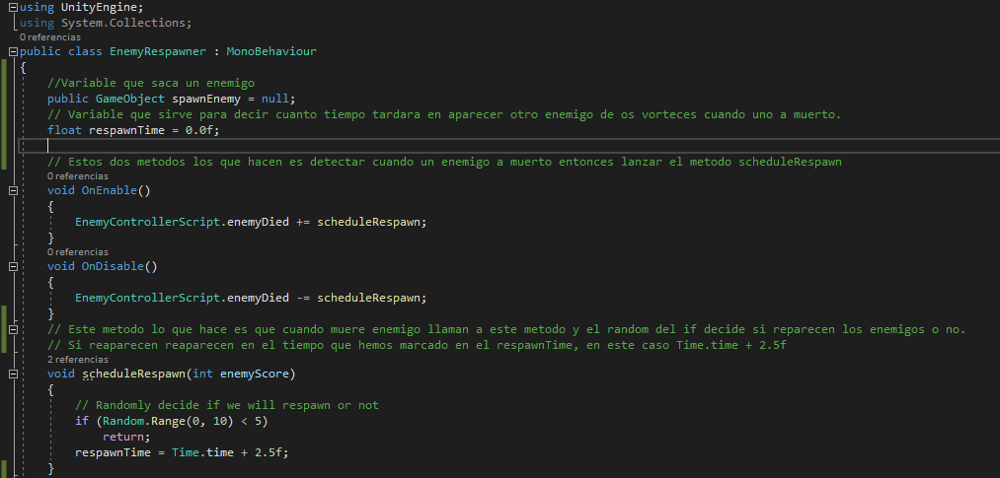 using UnityEngine;
using System.Collections;
0 referencias
public class EnemyRespawner : MonoBehaviour
{
//Variable que saca un enemigo
public GameObject spawnEnemy = null;
// Variable que sirve para decir cuanto tiempo tardara en aparecer otro enemigo de os vorteces cuando uno a muerto.
float respawnTime = 0.0f;
// Estos dos metodos los que hacen es detectar cuando un enemigo a muerto entonces lanzar el metodo scheduleRespawn
0 referencias
void OnEnable()
{
EnemyControllerScript.enemyDied += scheduleRespawn;
}
0 referencias
void OnDisable()
{
EnemyControllerScript.enemyDied -= scheduleRespawn;
}
// Este metodo lo que hace es que cuando muere enemigo llaman a este metodo y el random del if decide si reparecen los enemigos o no.
// Si reaparecen reaparecen en el tiempo que hemos marcado en el respawnTime, en este caso Time.time + 2.5f
2 referencias
void scheduleRespawn(int enemyScore)
{
// Randomly decide if we will respawn or not
if (Random.Range(0, 10) < 5)
return;
respawnTime = Time.time + 2.5f;
}